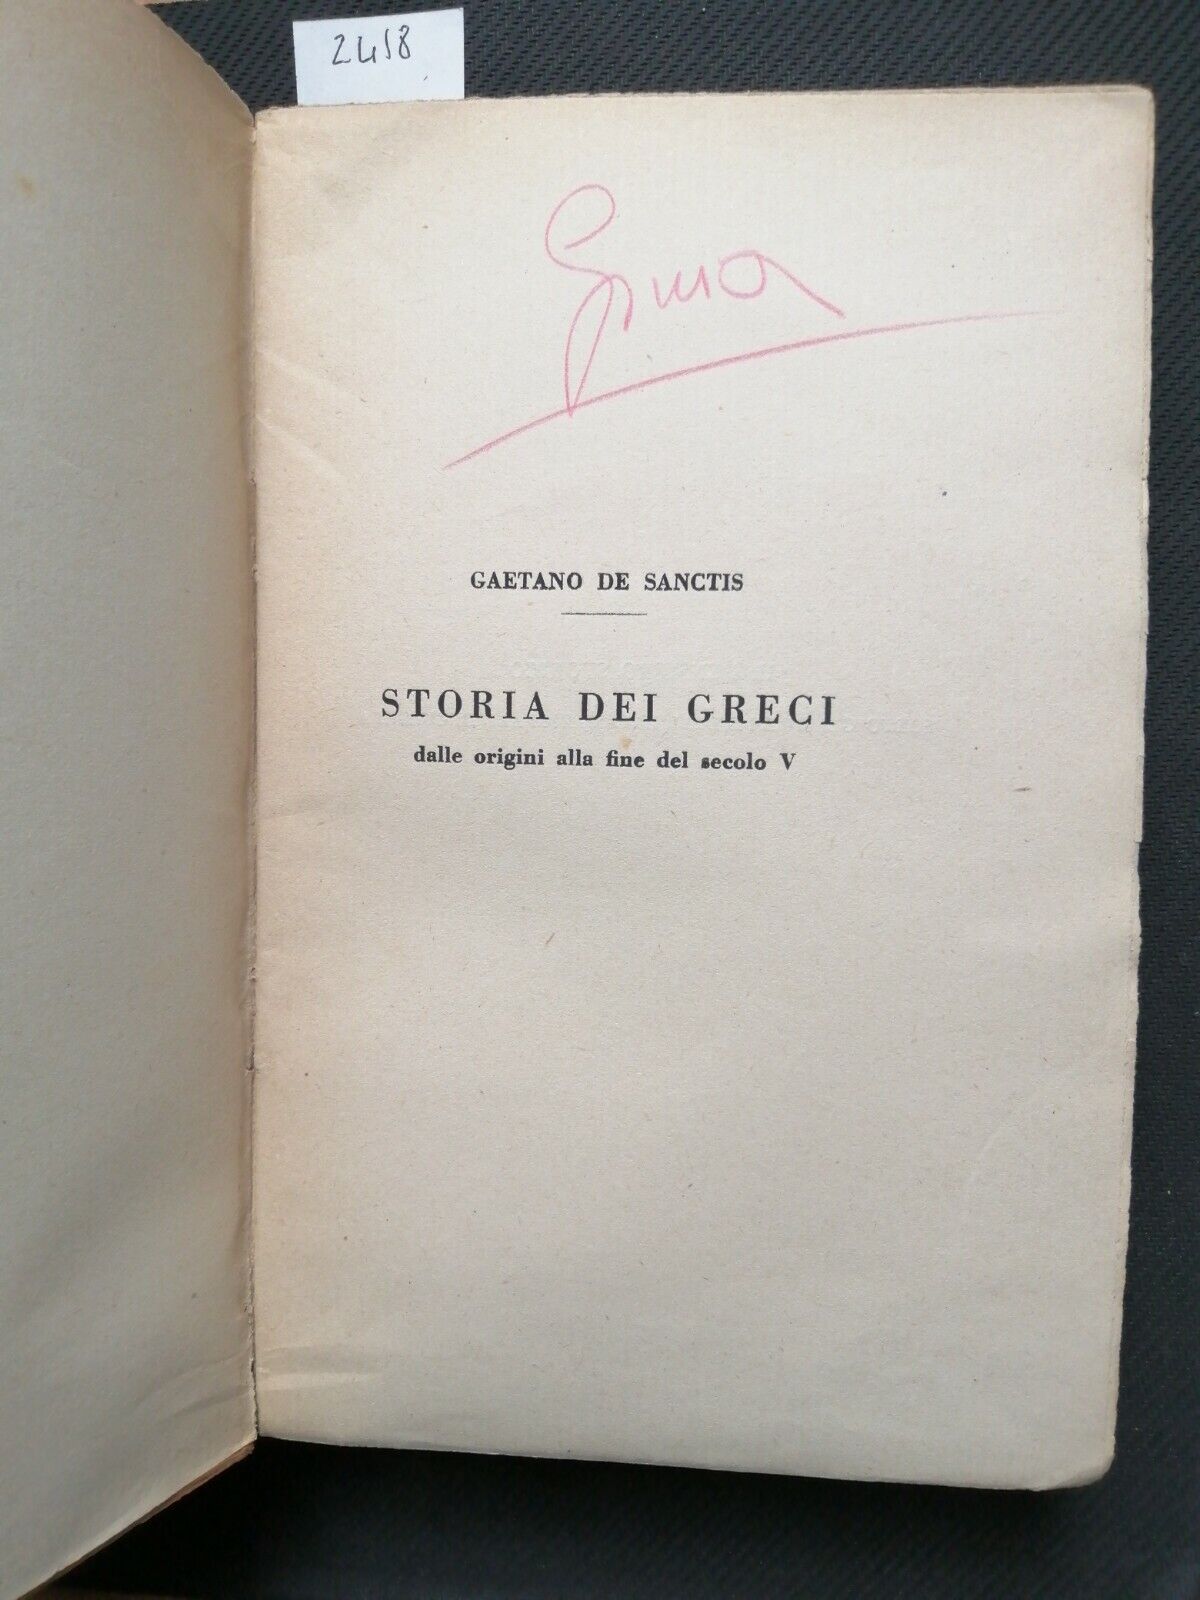 2418
GAETANO DE SANCTIS
STORIA DEI GRECI
dalle origini alla fine del secolo V